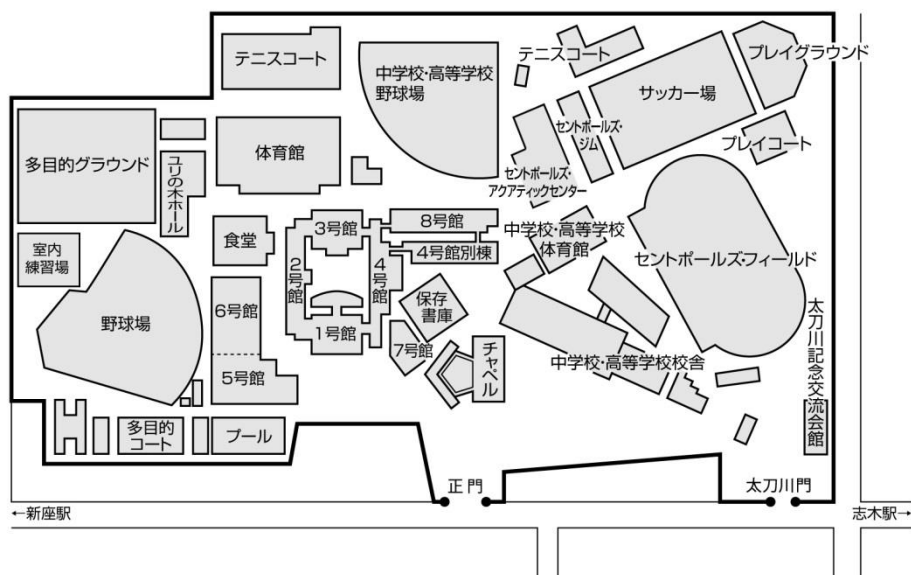 テニスコート
中学校・高等学校
野球場
テニスコート
プレイグラウンド
サッカー場
セントポールズ・
ジム
プレイコート
多目的グラウンド
ユリの木ホール
体育館
セントポールズ・
アクアティックセンター
室内
練習場
食堂
3号館
8号館
4号館別棟
中学校・高等学校
体育館
セントポールズ・フィールド
2号館
4号館
野球場
6号館
保存
書庫
1号館
7号館
チャペル
5号館
中学校・高等学校校舎
太刀川記念交流会館
多目的
コート
プール
正門
太刀川門
←新座駅
志木駅→